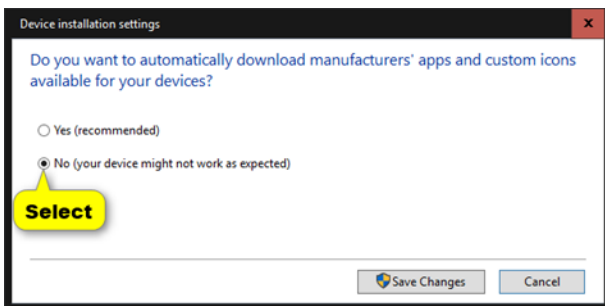 Device installation settings
x
Do you want to automatically download manufacturers' apps and custom icons
available for your devices?
Yes (recommended)
No (your device might not work as expected)
Select
Save Changes
Cancel